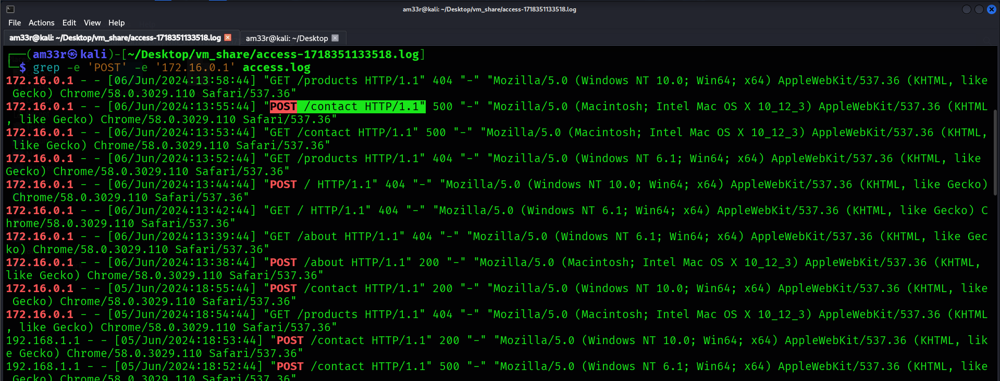 am33r@kali: ~/Desktop/vm_share/access-1718351133518.log
File Actions Edit View Help
am33r@kali: ~/Desktop/vm_share/access-1718351133518.log am33r@kali: ~/Desktop
┌──(am33r㉿kali)-[~/Desktop/vm_share/access-1718351133518.log]
└─$ grep -e 'POST' -e '172.16.0.1' access.log
172.16.0.1 - - [06/Jun/2024:13:58:44] "GET /products HTTP/1.1" 404 "-" "Mozilla/5.0 (Windows NT 10.0; Win64; x64) AppleWebKit/537.36 (KHTML, like
 Gecko) Chrome/58.0.3029.110 Safari/537.36"
172.16.0.1 - - [06/Jun/2024:13:55:44] "POST /contact HTTP/1.1" 500 "-" "Mozilla/5.0 (Macintosh; Intel Mac OS X 10_12_3) AppleWebKit/537.36 (KHTML
, like Gecko) Chrome/58.0.3029.110 Safari/537.36"
172.16.0.1 - - [06/Jun/2024:13:53:44] "GET /contact HTTP/1.1" 500 "-" "Mozilla/5.0 (Macintosh; Intel Mac OS X 10_12_3) AppleWebKit/537.36 (KHTML,
 like Gecko) Chrome/58.0.3029.110 Safari/537.36"
172.16.0.1 - - [06/Jun/2024:13:52:44] "GET /products HTTP/1.1" 404 "-" "Mozilla/5.0 (Windows NT 6.1; Win64; x64) AppleWebKit/537.36 (KHTML, like
Gecko) Chrome/58.0.3029.110 Safari/537.36"
172.16.0.1 - - [06/Jun/2024:13:44:44] "POST / HTTP/1.1" 404 "-" "Mozilla/5.0 (Windows NT 10.0; Win64; x64) AppleWebKit/537.36 (KHTML, like Gecko)
 Chrome/58.0.3029.110 Safari/537.36"
172.16.0.1 - - [06/Jun/2024:13:42:44] "GET / HTTP/1.1" 404 "-" "Mozilla/5.0 (Windows NT 6.1; Win64; x64) AppleWebKit/537.36 (KHTML, like Gecko) C
hrome/58.0.3029.110 Safari/537.36"
172.16.0.1 - - [06/Jun/2024:13:39:44] "GET /about HTTP/1.1" 404 "-" "Mozilla/5.0 (Windows NT 6.1; Win64; x64) AppleWebKit/537.36 (KHTML, like Gec
ko) Chrome/58.0.3029.110 Safari/537.36"
172.16.0.1 - - [06/Jun/2024:13:38:44] "POST /about HTTP/1.1" 200 "-" "Mozilla/5.0 (Macintosh; Intel Mac OS X 10_12_3) AppleWebKit/537.36 (KHTML,
like Gecko) Chrome/58.0.3029.110 Safari/537.36"
172.16.0.1 - - [05/Jun/2024:18:55:44] "POST /contact HTTP/1.1" 200 "-" "Mozilla/5.0 (Windows NT 10.0; Win64; x64) AppleWebKit/537.36 (KHTML, like
 Gecko) Chrome/58.0.3029.110 Safari/537.36"
172.16.0.1 - - [05/Jun/2024:18:54:44] "GET /products HTTP/1.1" 404 "-" "Mozilla/5.0 (Macintosh; Intel Mac OS X 10_12_3) AppleWebKit/537.36 (KHTML
, like Gecko) Chrome/58.0.3029.110 Safari/537.36"
192.168.1.1 - - [05/Jun/2024:18:53:44] "POST /contact HTTP/1.1" 200 "-" "Mozilla/5.0 (Windows NT 10.0; Win64; x64) AppleWebKit/537.36 (KHTML, lik
e Gecko) Chrome/58.0.3029.110 Safari/537.36"
192.168.1.1 - - [05/Jun/2024:18:52:44] "POST /contact HTTP/1.1" 500 "-" "Mozilla/5.0 (Windows NT 6.1; Win64; x64) AppleWebKit/537.36 (KHTML, like
 Gecko) Chrome/58.0.3029.110 Safari/537.36"